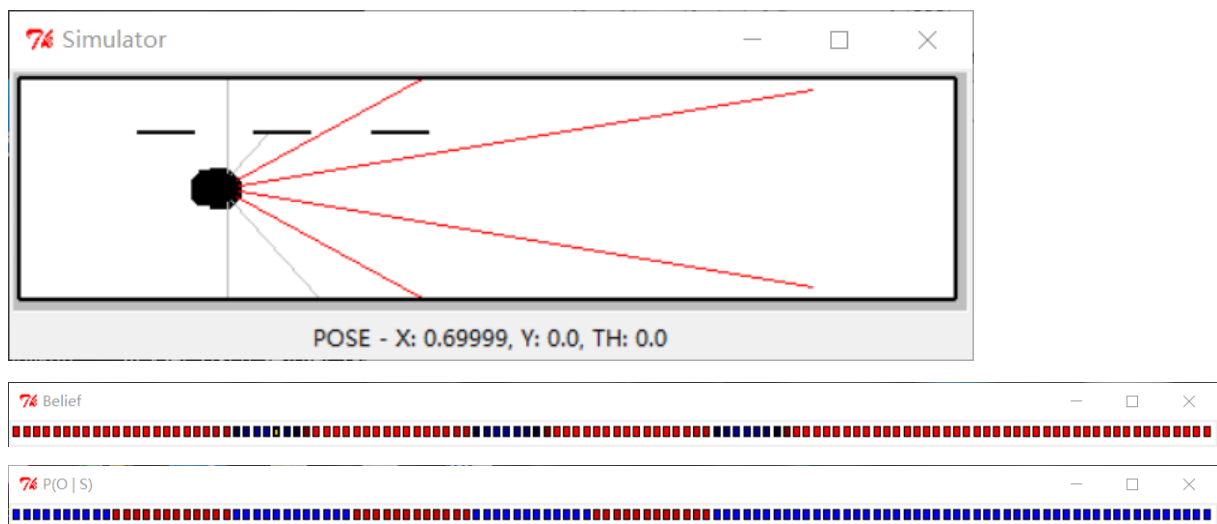 Simulator
POSE - X: 0.69999, Y: 0.0, TH: 0.0
Belief
P(O | S)